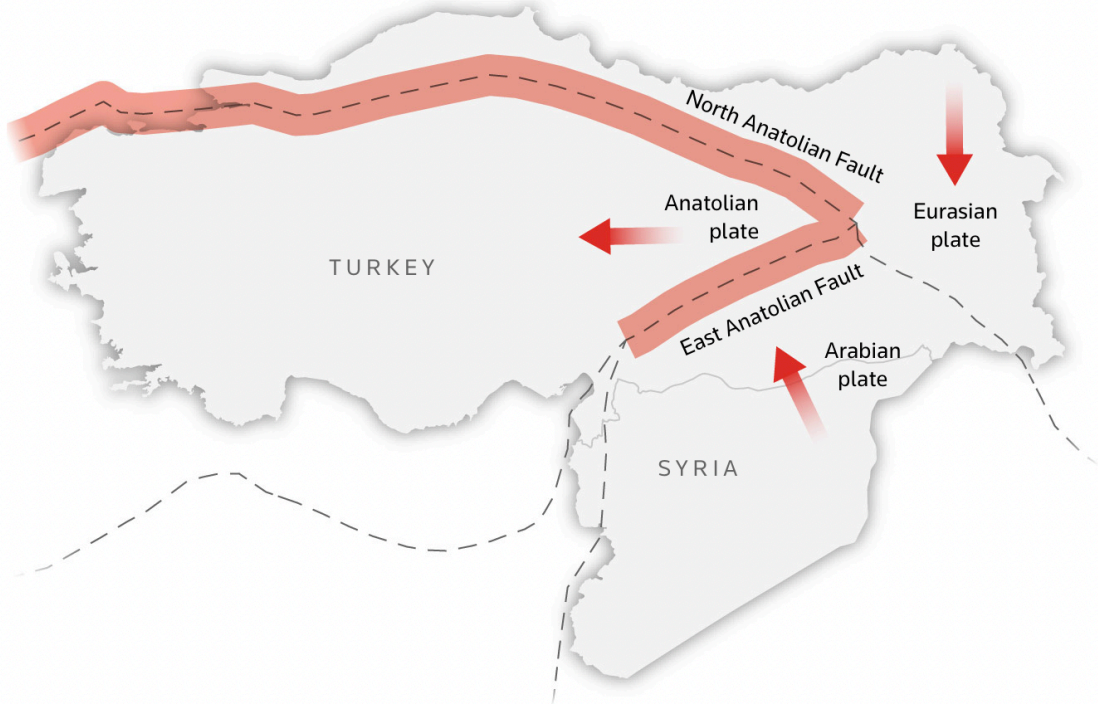 North Anatolian Fault
Anatolian
plate
Eurasian
plate
TURKEY
East Anatolian Fault
Arabian
plate
SYRIA